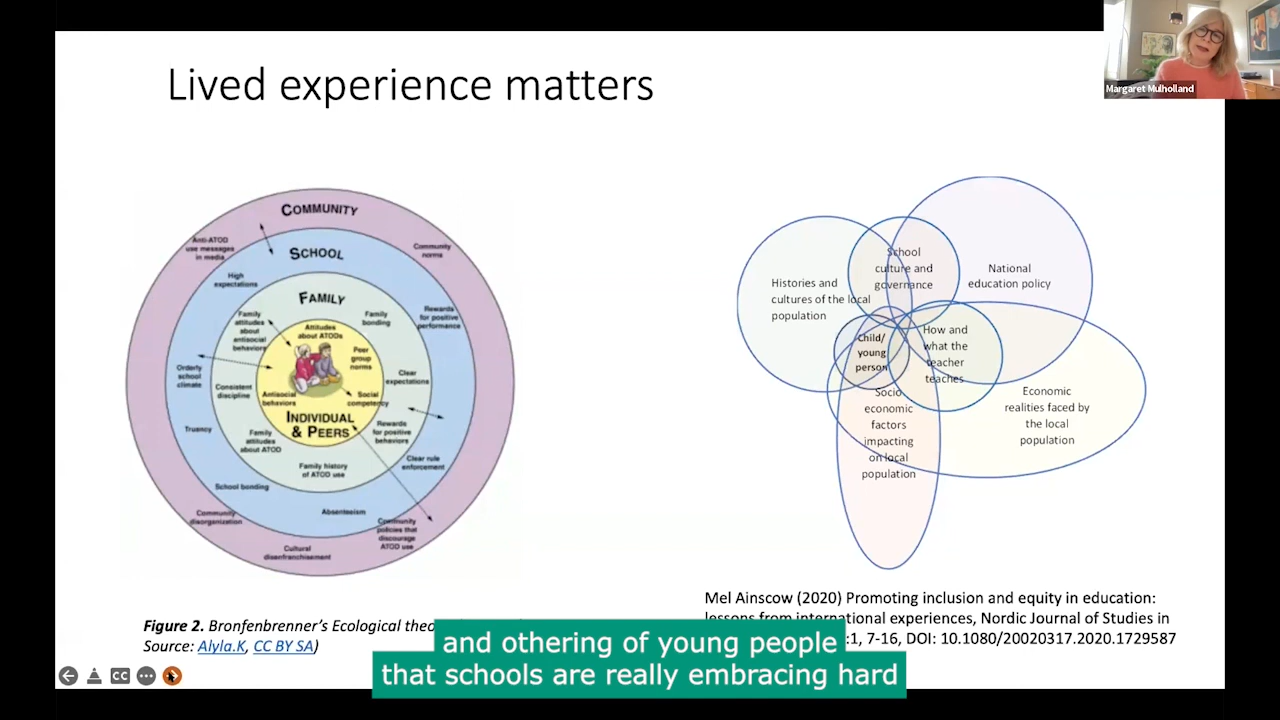 Lived experience matters
Margaret Mulholland
COMMUNITY
Anti-ATOD
use messages
in media
Community
norms
SCHOOL
High
expectations
Rewards
for positive
performance
FAMILY
Family
attitudes
about
antisocial
behaviors
Family
bonding
Attitudes
about ATODs
Peer
group
norms
Orderly
school
climate
Consistent
discipline
Clear
expectations
Antisocial
behaviors
Social
competency
INDIVIDUAL
& PEERS
Truency
Family
attitudes
about ATOD
Rewards
for positive
behaviors
Family history
of ATOD use
Clear rule
enforcement
School bonding
Absenteeism
Community
disorganization
Community
policies that
discourage
ATOD use
Cultural
disenfranchisement
Histories and
cultures of the local
population
School
culture and
governance
National
education policy
Child/
young
person
How and
what the
teacher
teaches
Socio
economic
factors
impacting
on local
population
Economic
realities faced by
the local
population
Figure 2. Bronfenbrenner's Ecological
Source: Alyla.K, CC BY SA)
Mel Ainscow (2020) Promoting inclusion and equity in education:
lessons from international experiences, Nordic Journal of Studies in
7-16, DOI: 10.1080/20020317.2020.1729587
CC
and othering of young people
that schools are really embracing hard